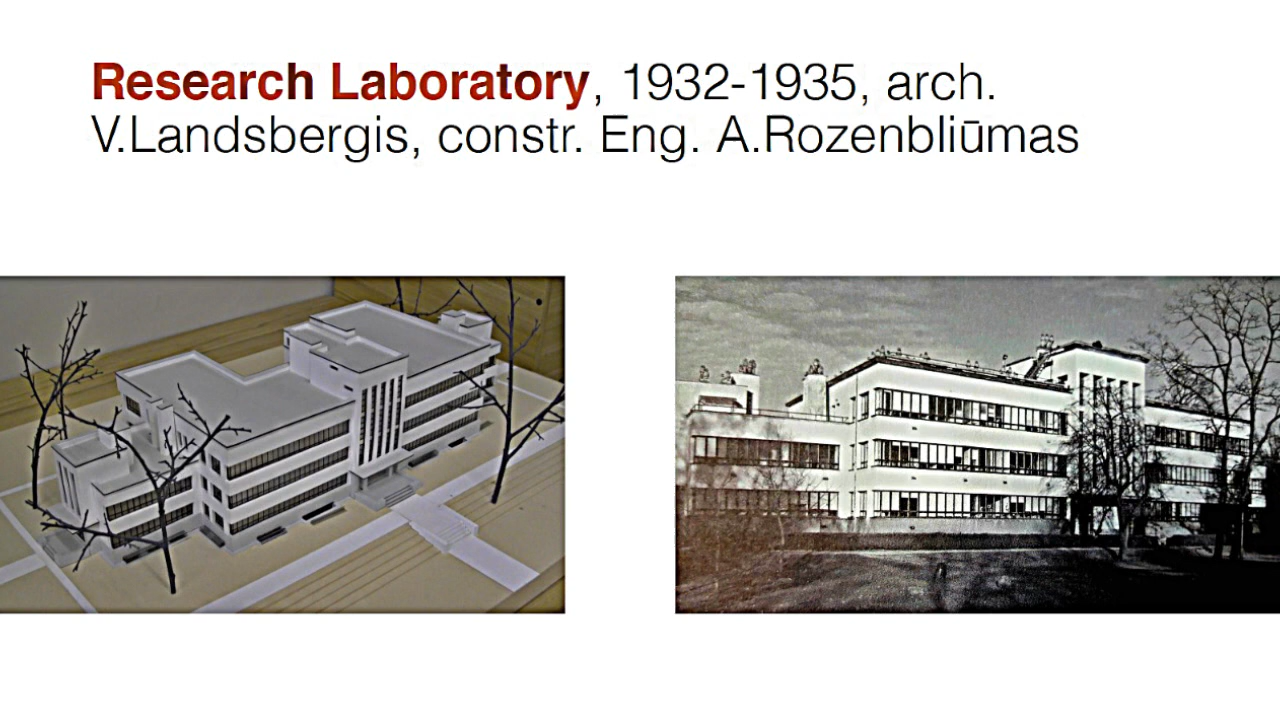 Research Laboratory, 1932-1935, arch.
V.Landsbergis, constr. Eng. A.Rozenbliūmas